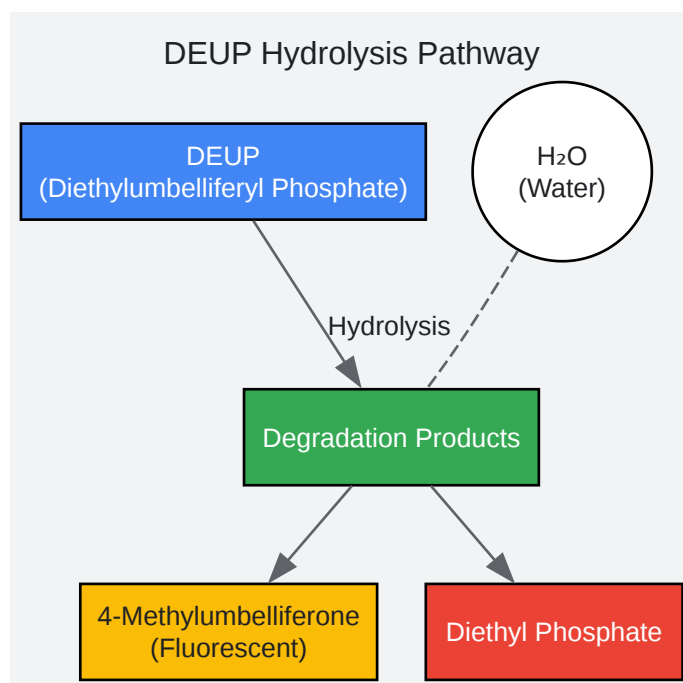 DEUP Hydrolysis Pathway
DEUP
(Diethylumbelliferyl Phosphate)
H₂O
(Water)
Hydrolysis
Degradation Products
4-Methylumbelliferone
(Fluorescent)
Diethyl Phosphate